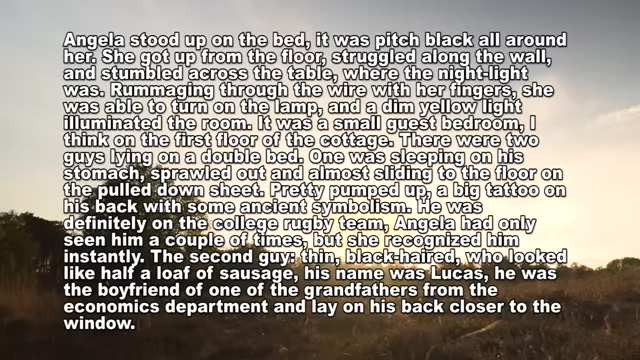 Angela stood up on the bed, it was pitch black all around
her. She got up from the floor, struggled along the wall,
and stumbled across the table, where the night-light
was. Rummaging through the wire with her fingers, she
was able to turn on the lamp, and a dim yellow light
illuminated the room. It was a small guest bedroom, I
think on the first floor of the cottage. There were two
guys lying on a double bed. One was sleeping on his
stomach, sprawled out and almost sliding to the floor on
the pulled down sheet. Pretty pumped up, a big tattoo on
his back with some ancient symbolism. He was
definitely on the college rugby team, Angela had only
seen him a couple of times, but she recognized him
instantly. The second guy: thin, black-haired, who looked
like half a loaf of sausage, his name was Lucas, he was
the boyfriend of one of the grandfathers from the
economics department and lay on his back closer to the
window.